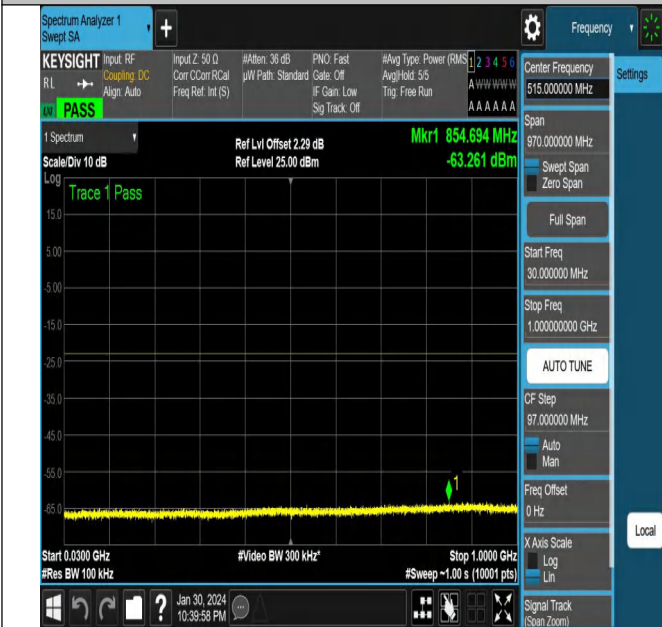 Spectrum Analyzer 1
Swept SA
Frequency
KEYSIGHT
RL
Input: RF
Coupling: DC
Align: Auto
Input Z: 50 Ω
Corr CCorr RCal
Freq Ref: Int (S)
#Atten: 36 dB
µW Path: Standard
PNO: Fast
Gate: Off
IF Gain: Low
Sig Track: Off
#Avg Type: Power (RMS
Avg|Hold: 5/5
Trig: Free Run
1 2 3 4 5 6
A W W W W W
A A A A A A
PASS
1 Spectrum
Scale/Div 10 dB
Ref Lvl Offset 2.29 dB
Ref Level 25.00 dBm
Mkr1 854.694 MHz
-63.261 dBm
Log
Trace 1 Pass
15.0
5.00
-5.00
-15.0
-25.0
-35.0
-45.0
-55.0
-65.0
1
Start 0.0300 GHz
#Res BW 100 kHz
#Video BW 300 kHz*
Stop 1.0000 GHz
#Sweep ~1.00 s (10001 pts)
Jan 30, 2024
10:39:58 PM
Center Frequency
515.000000 MHz
Settings
Span
970.000000 MHz
Swept Span
Zero Span
Full Span
Start Freq
30.000000 MHz
Stop Freq
1.000000000 GHz
AUTO TUNE
CF Step
97.000000 MHz
Auto
Man
Freq Offset
0 Hz
Local
X Axis Scale
Log
Lin
Signal Track
(Span Zoom)